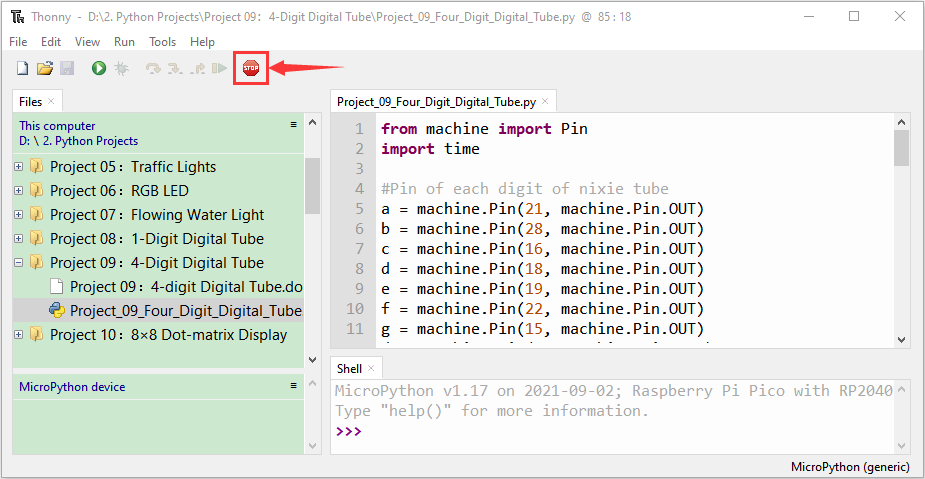 Thonny - D:\2. Python Projects\Project 09：4-Digit Digital Tube\Project_09_Four_Digit_Digital_Tube.py @ 85:18
File Edit View Run Tools Help
STOP
Files
This computer
D: \ 2. Python Projects
Project 05：Traffic Lights
Project 06：RGB LED
Project 07：Flowing Water Light
Project 08：1-Digit Digital Tube
Project 09：4-Digit Digital Tube
Project 09：4-digit Digital Tube.do
Project_09_Four_Digit_Digital_Tube
Project 10：8×8 Dot-matrix Display
MicroPython device
Project_09_Four_Digit_Digital_Tube.py
1 from machine import Pin
2 import time
3
4 #Pin of each digit of nixie tube
5 a = machine.Pin(21, machine.Pin.OUT)
6 b = machine.Pin(28, machine.Pin.OUT)
7 c = machine.Pin(16, machine.Pin.OUT)
8 d = machine.Pin(18, machine.Pin.OUT)
9 e = machine.Pin(19, machine.Pin.OUT)
10 f = machine.Pin(22, machine.Pin.OUT)
11 g = machine.Pin(15, machine.Pin.OUT)
Shell
MicroPython v1.17 on 2021-09-02; Raspberry Pi Pico with RP2040
Type "help()" for more information.
>>>
MicroPython (generic)